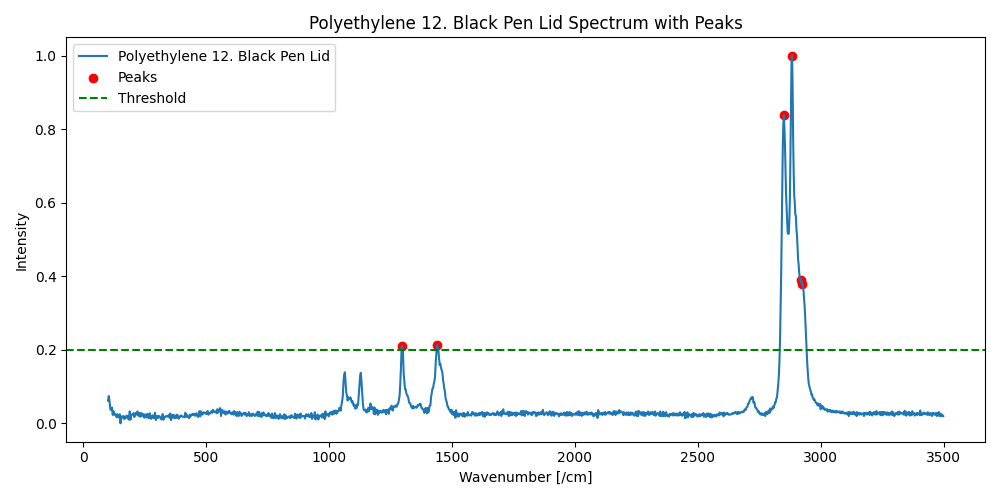 Polyethylene 12. Black Pen Lid Spectrum with Peaks
Polyethylene 12. Black Pen Lid
Peaks
Threshold
Intensity
1.0
0.8
0.6
0.4
0.2
0.0
0 500 1000 1500 2000 2500 3000 3500
Wavenumber [/cm]